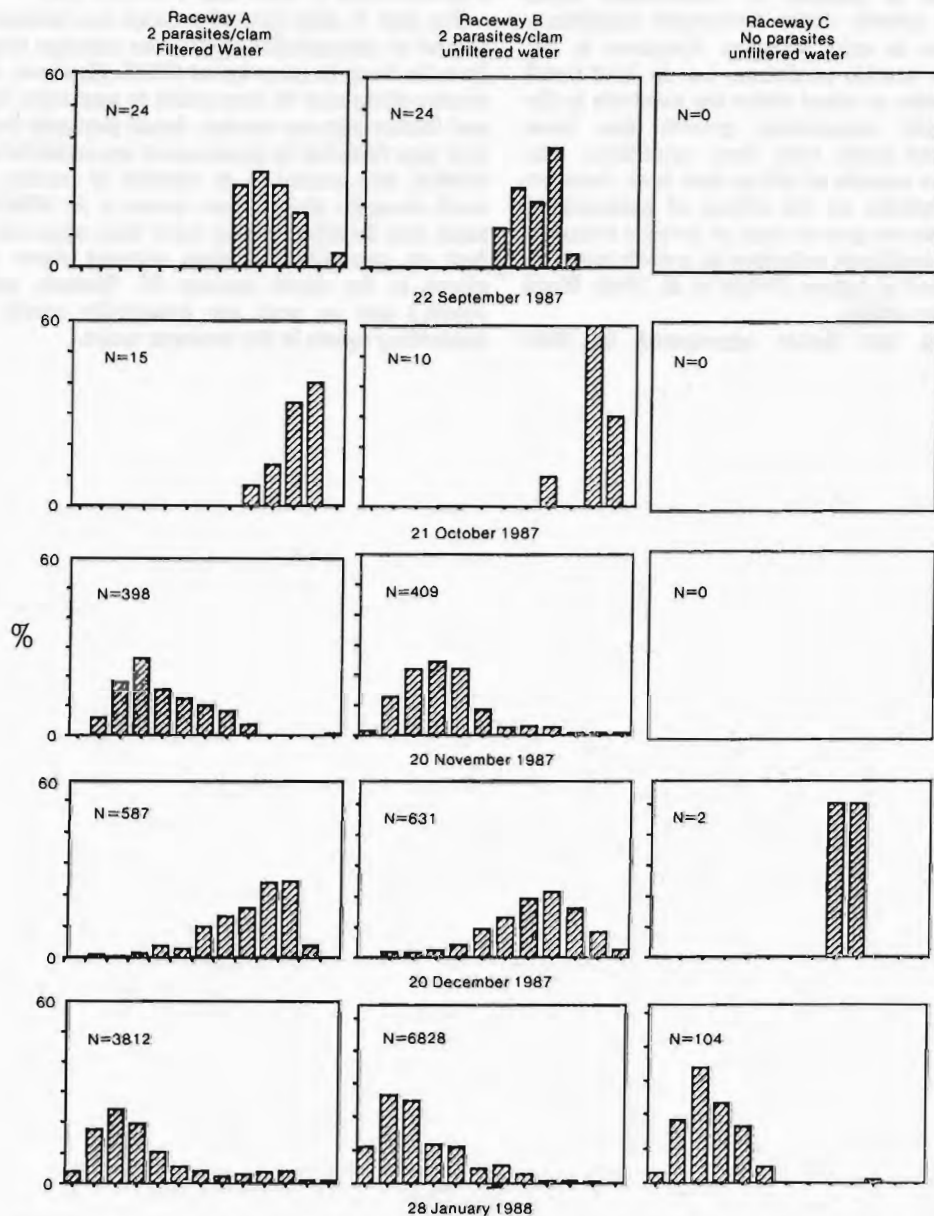 Raceway A
2 parasites/clam
Filtered Water
Raceway B
2 parasites/clam
unfiltered water
Raceway C
No parasites
unfiltered water
60
N=24
N=24
N=0
0
22 September 1987
60
N=15
N=10
N=0
0
21 October 1987
60
N=398
N=409
N=0
%
0
20 November 1987
60
N=587
N=631
N=2
0
20 December 1987
60
N=3812
N=6828
N=104
0
28 January 1988